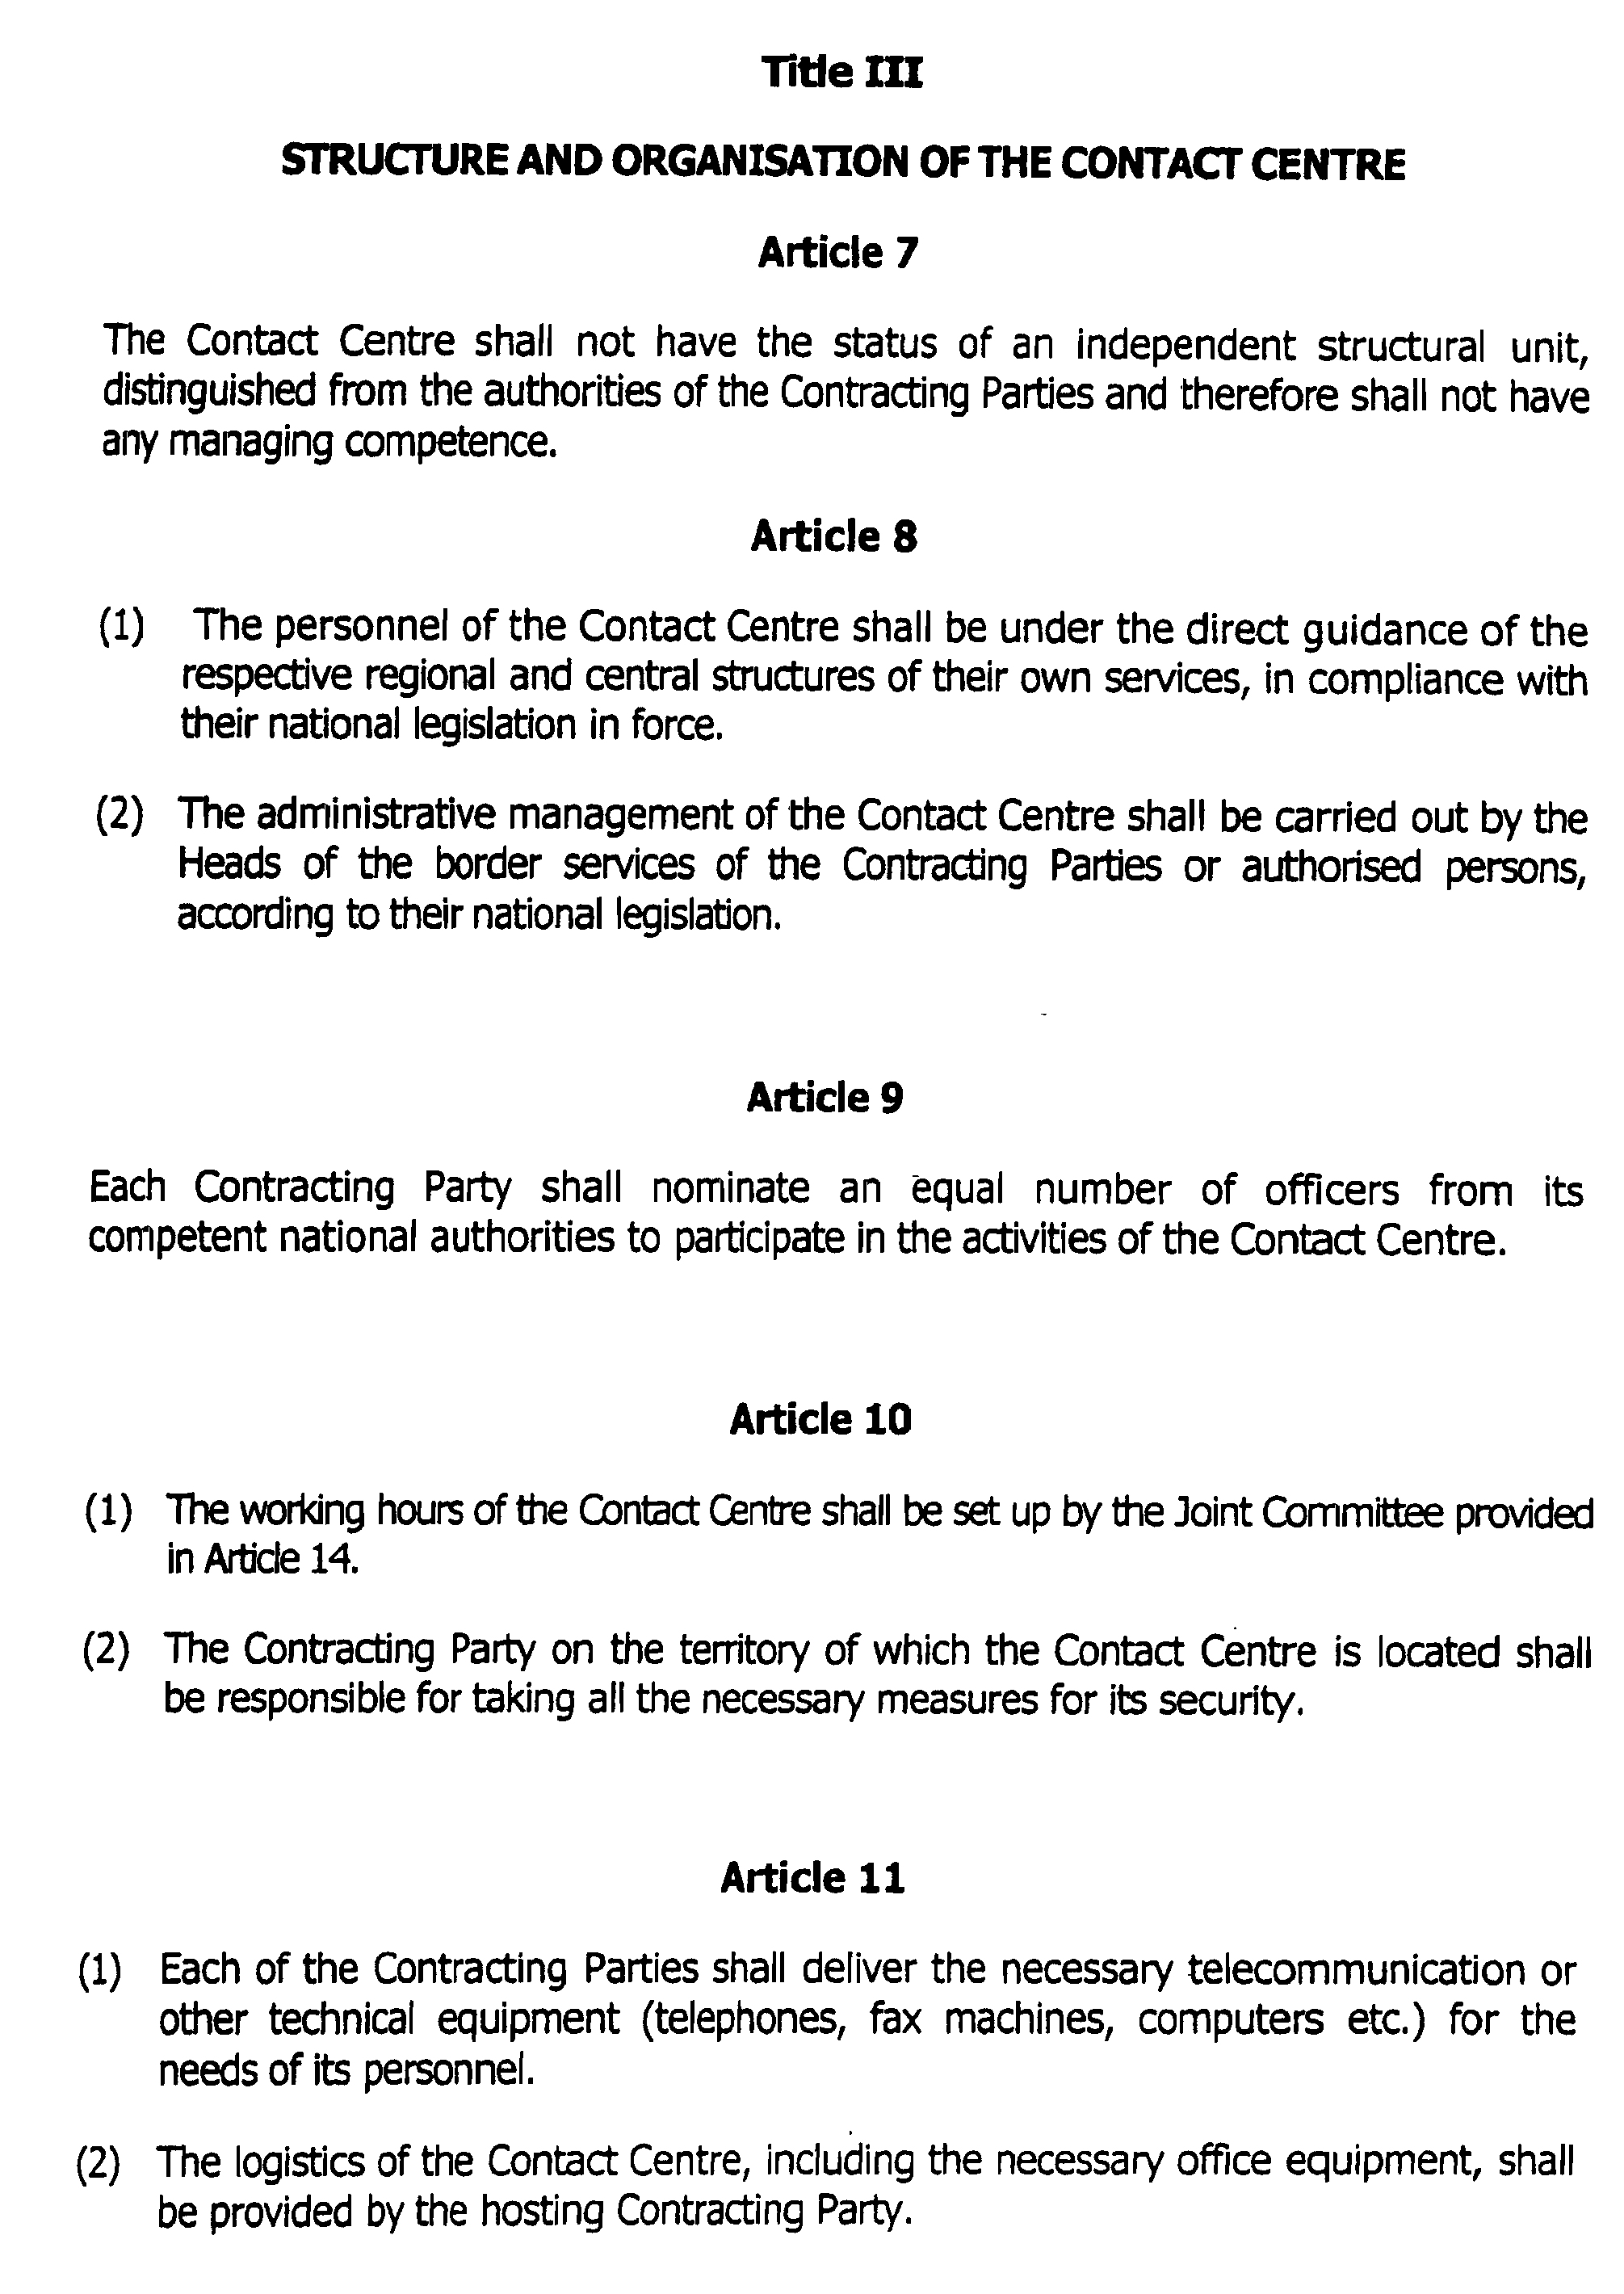 Title III
STRUCTURE AND ORGANISATION OF THE CONTACT CENTRE
Article 7
The Contact Centre shall not have the status of an independent structural unit,
distinguished from the authorities of the Contracting Parties and therefore shall not have
any managing competence.
Article 8
(1) The personnel of the Contact Centre shall be under the direct guidance of the
respective regional and central structures of their own services, in compliance with
their national legislation in force.
(2) The administrative management of the Contact Centre shall be carried out by the
Heads of the border services of the Contracting Parties or authorised persons,
according to their national legislation.
Article 9
Each Contracting Party shall nominate an equal number of officers from its
competent national authorities to participate in the activities of the Contact Centre.
Article 10
(1) The working hours of the Contact Centre shall be set up by the Joint Committee provided
in Article 14.
(2) The Contracting Party on the territory of which the Contact Centre is located shall
be responsible for taking all the necessary measures for its security.
Article 11
(1) Each of the Contracting Parties shall deliver the necessary telecommunication or
other technical equipment (telephones, fax machines, computers etc.) for the
needs of its personnel.
(2) The logistics of the Contact Centre, including the necessary office equipment, shall
be provided by the hosting Contracting Party.